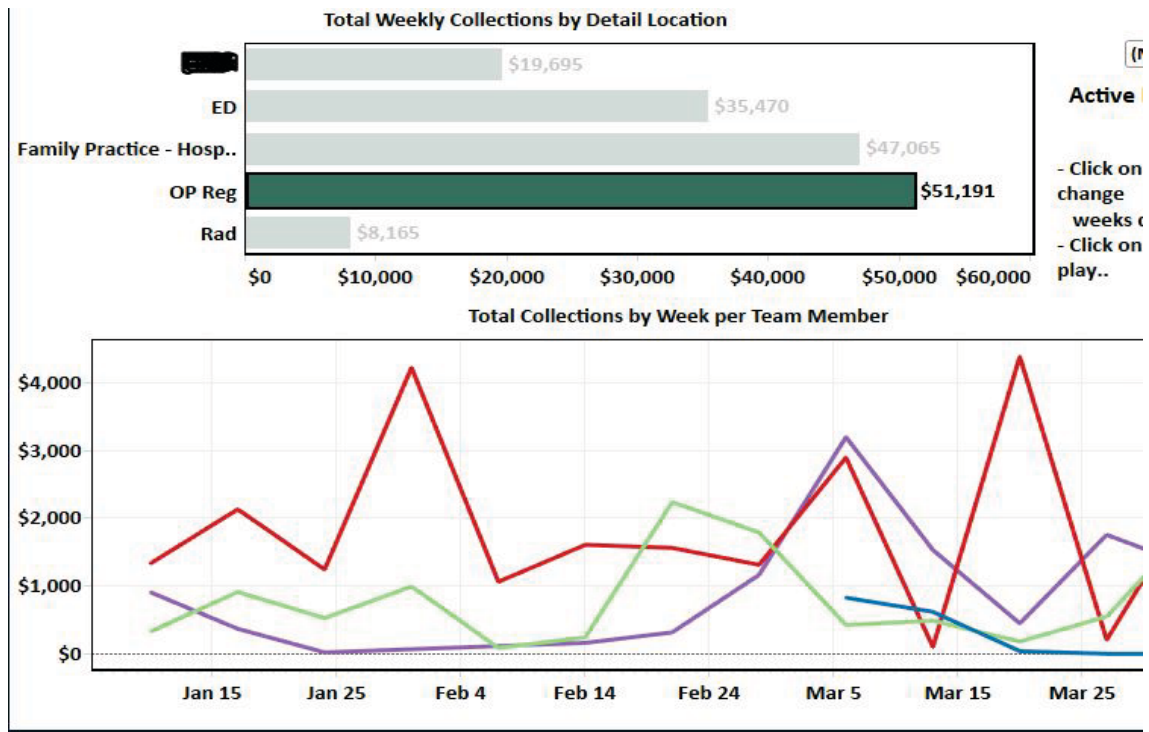 Total Weekly Collections by Detail Location
$19,695
ED
$35,470
Family Practice - Hosp..
$47,065
OP Reg
$51,191
Rad
$8,165
$0 $10,000 $20,000 $30,000 $40,000 $50,000 $60,000
Active
- Click on
change
weeks
- Click on
play..
Total Collections by Week per Team Member
$4,000
$3,000
$2,000
$1,000
$0
Jan 15 Jan 25 Feb 4 Feb 14 Feb 24 Mar 5 Mar 15 Mar 25